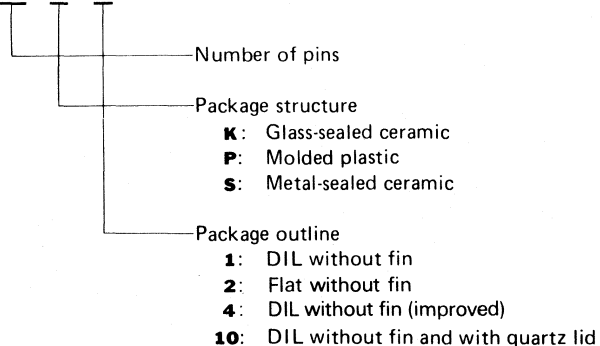 Number of pins
Package structure
K: Glass-sealed ceramic
P: Molded plastic
S: Metal-sealed ceramic
Package outline
1: DIL without fin
2: Flat without fin
4: DIL without fin (improved)
10: DIL without fin and with quartz lid